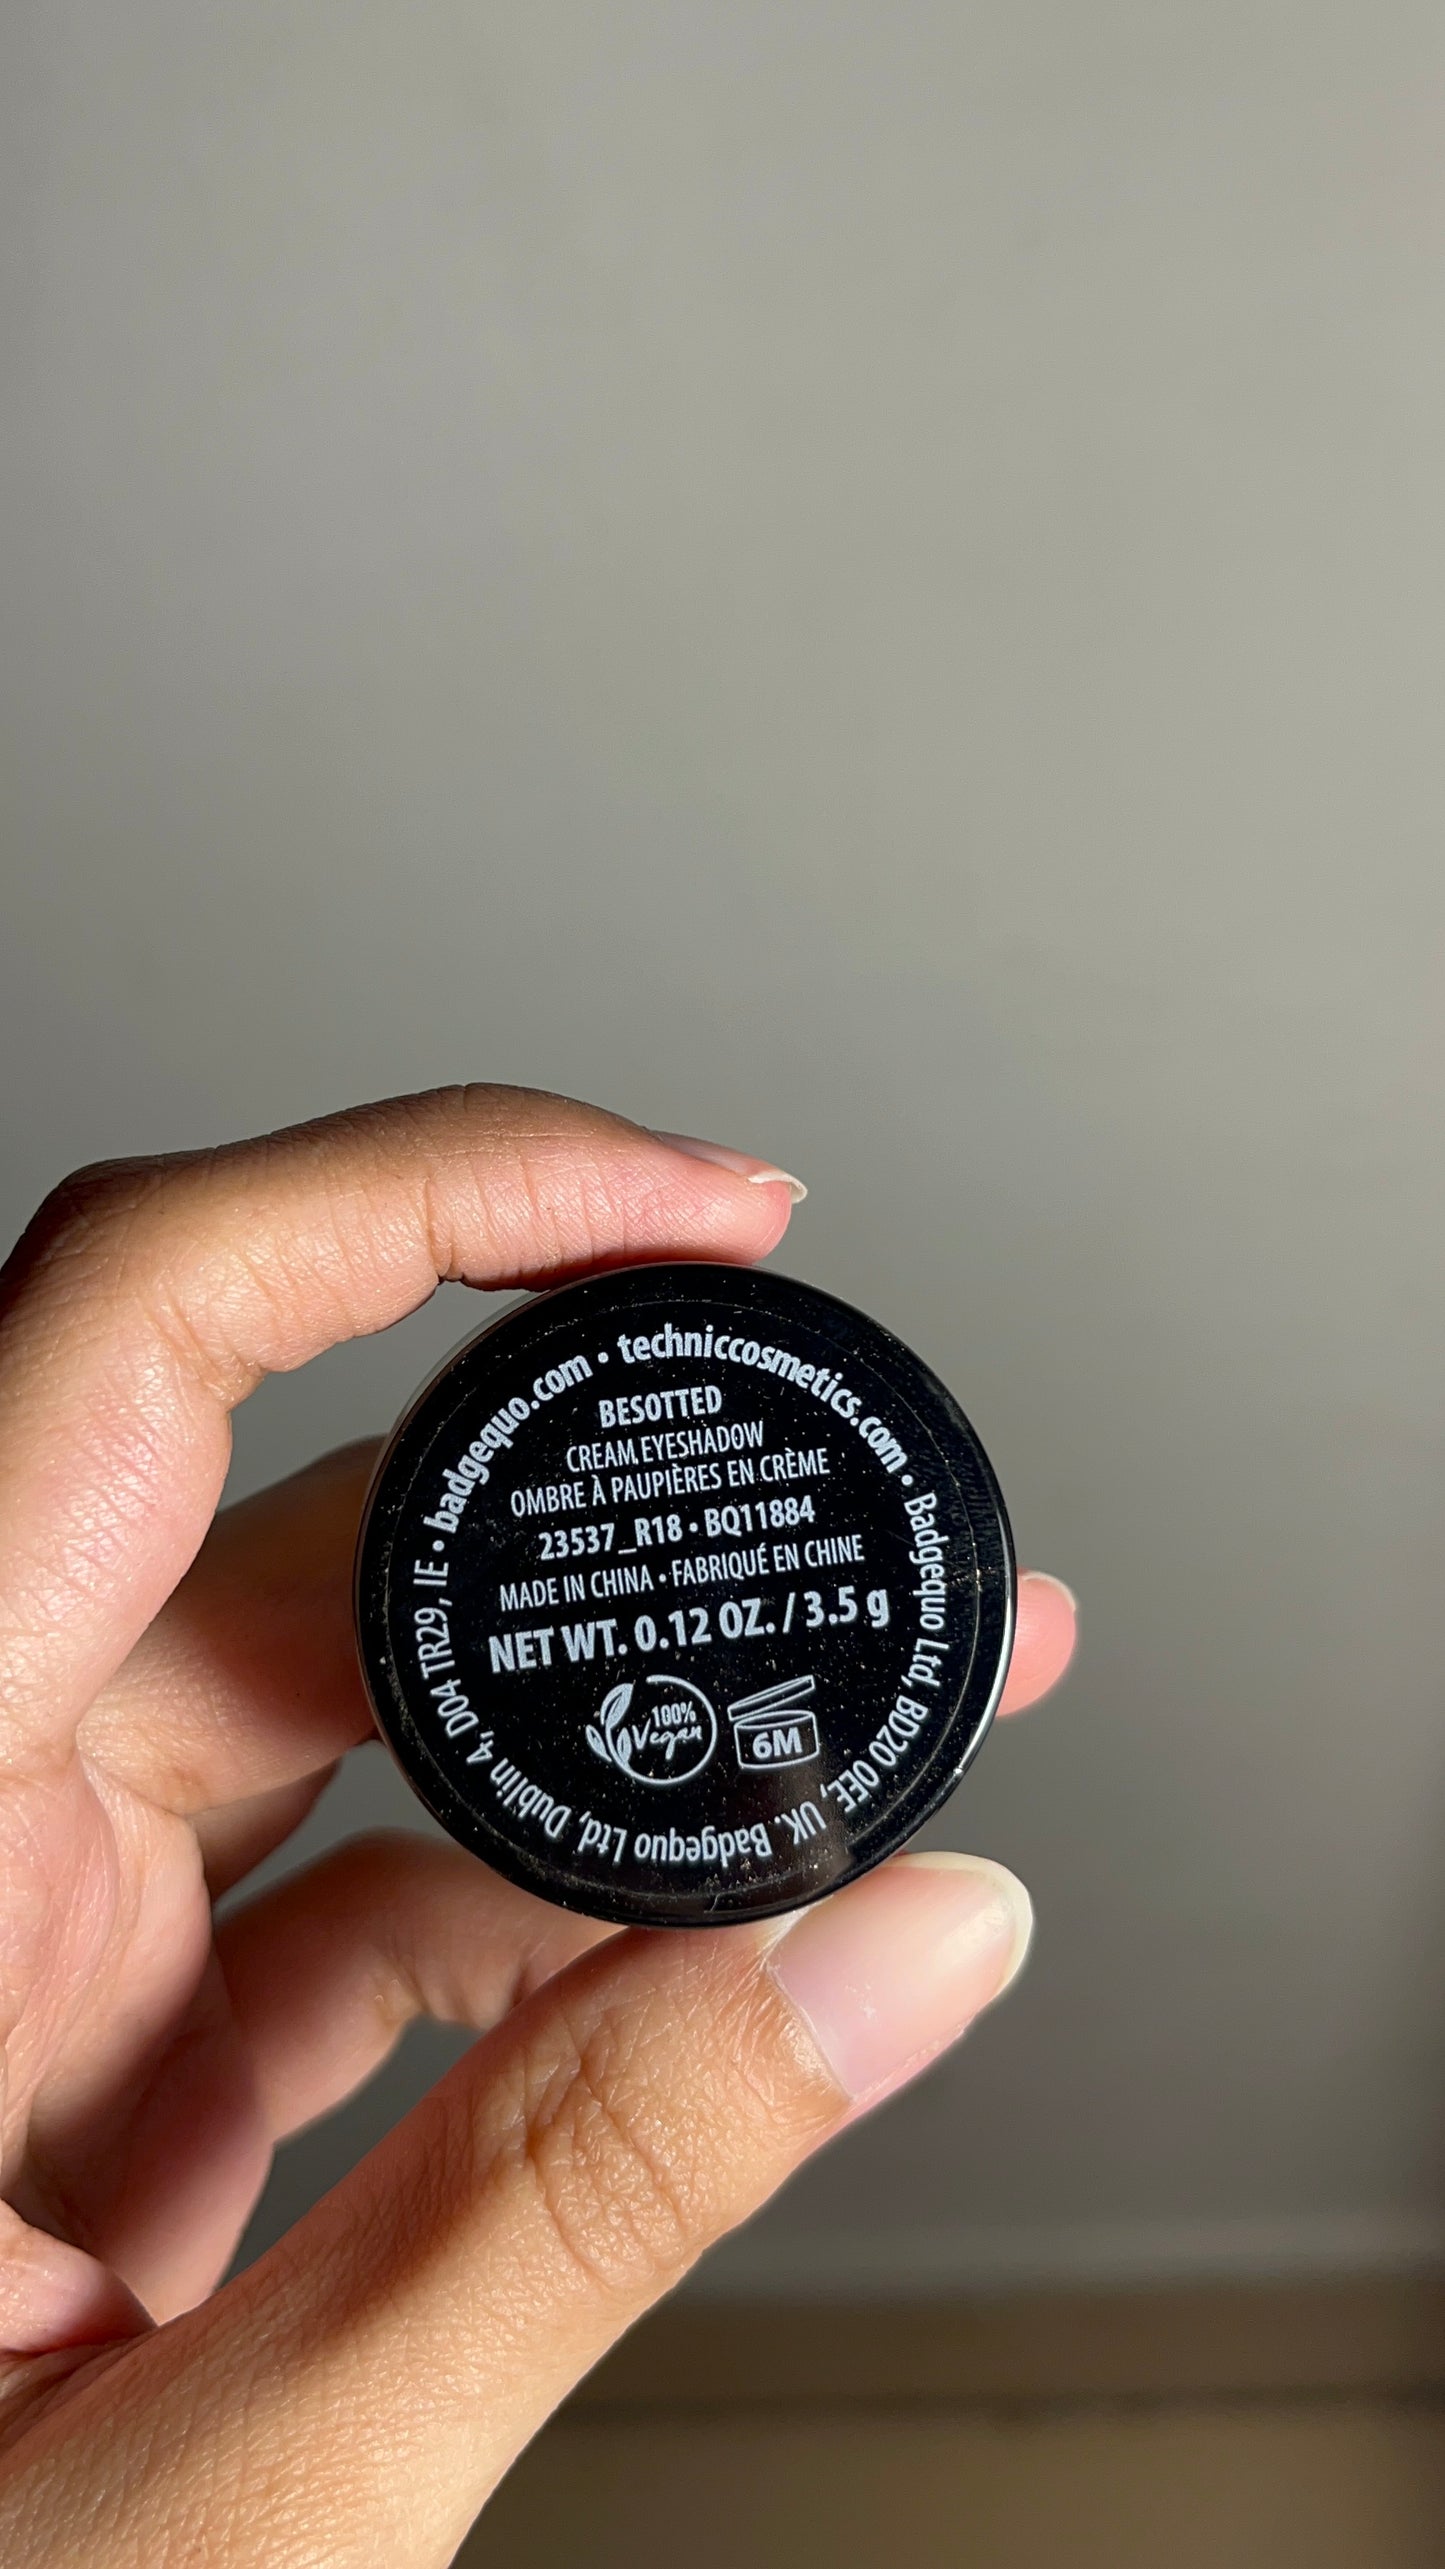 badgequo.com • techniccosmetics.com • Badgequo Ltd, BD20 0EE, UK. Badgequo Ltd, Dublin 4, D04 TR29, IE •
BESOTTED
CREAM EYESHADOW
OMBRE À PAUPIÈRES EN CRÈME
23537_R18 • BQ11884
MADE IN CHINA • FABRIQUÉ EN CHINE
NET WT. 0.12 OZ. / 3.5 g
100%
Vegan
6M